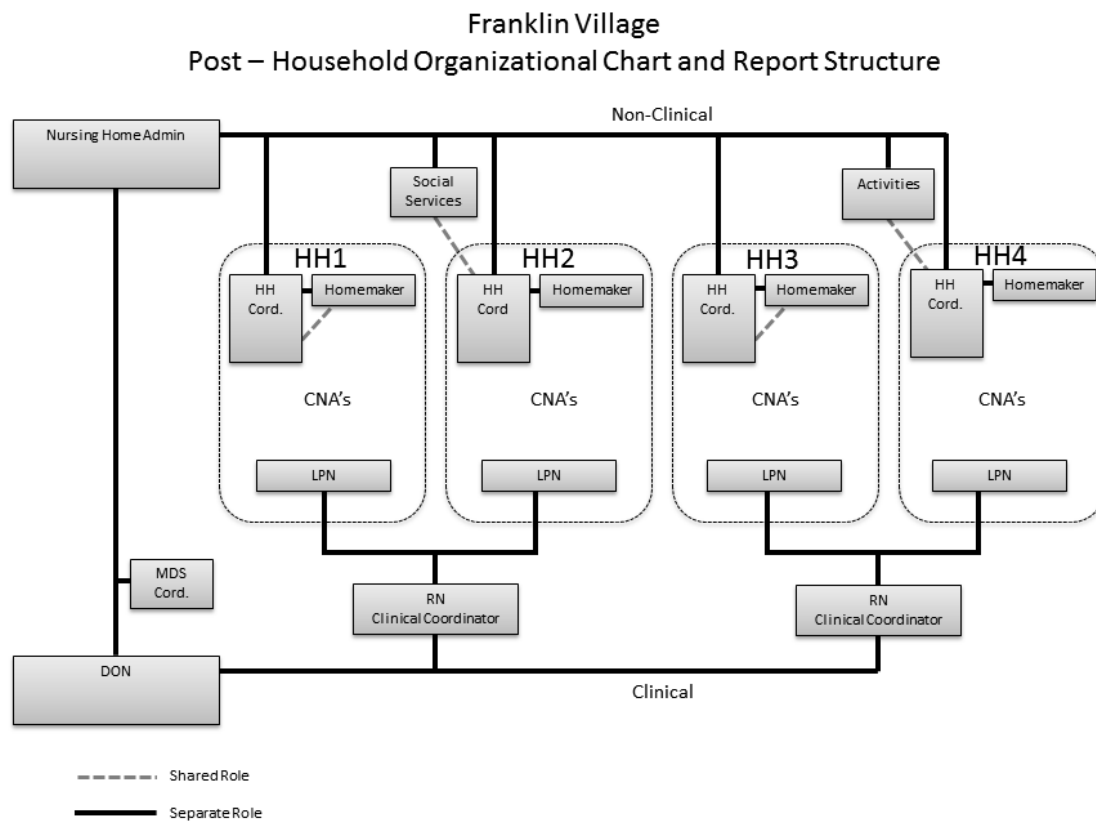 Franklin Village
Post – Household Organizational Chart and Report Structure
Non-Clinical
Nursing Home Admin
Social
Services
Activities
HH1
HH
Cord.
Homemaker
CNA's
LPN
HH2
HH
Cord
Homemaker
CNA's
LPN
HH3
HH
Cord.
Homemaker
CNA's
LPN
HH4
HH
Cord.
Homemaker
CNA's
LPN
MDS
Cord.
RN
Clinical Coordinator
RN
Clinical Coordinator
DON
Clinical
Shared Role
Separate Role